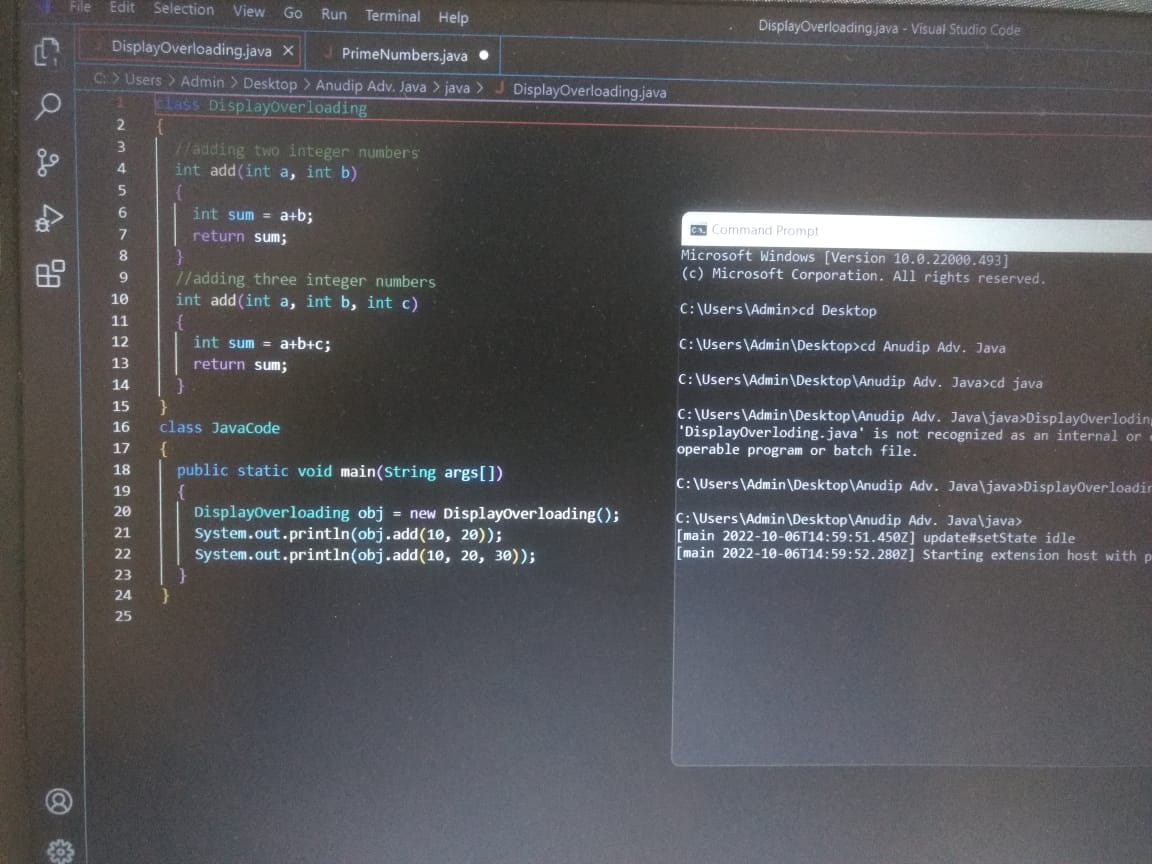 File Edit Selection View Go Run Terminal Help
DisplayOverloading.java - Visual Studio Code
DisplayOverloading.java × PrimeNumbers.java ●
C: > Users > Admin > Desktop > Anudip Adv. Java > java > J DisplayOverloading.java
1 class DisplayOverloading
2 {
3 //adding two integer numbers
4 int add(int a, int b)
5 {
6 int sum = a+b;
7 return sum;
8 }
9 //adding three integer numbers
10 int add(int a, int b, int c)
11 {
12 int sum = a+b+c;
13 return sum;
14 }
15 }
16 class JavaCode
17 {
18 public static void main(String args[])
19 {
20 DisplayOverloading obj = new DisplayOverloading();
21 System.out.println(obj.add(10, 20));
22 System.out.println(obj.add(10, 20, 30));
23 }
24 }
25
Command Prompt
Microsoft Windows [Version 10.0.22000.493]
(c) Microsoft Corporation. All rights reserved.
C:\Users\Admin>cd Desktop
C:\Users\Admin\Desktop>cd Anudip Adv. Java
C:\Users\Admin\Desktop\Anudip Adv. Java>cd java
C:\Users\Admin\Desktop\Anudip Adv. Java\java>DisplayOverloding
'DisplayOverloding.java' is not recognized as an internal or
operable program or batch file.
C:\Users\Admin\Desktop\Anudip Adv. Java\java>DisplayOverloadin
C:\Users\Admin\Desktop\Anudip Adv. Java\java>
[main 2022-10-06T14:59:51.450Z] update#setState idle
[main 2022-10-06T14:59:52.280Z] Starting extension host with p